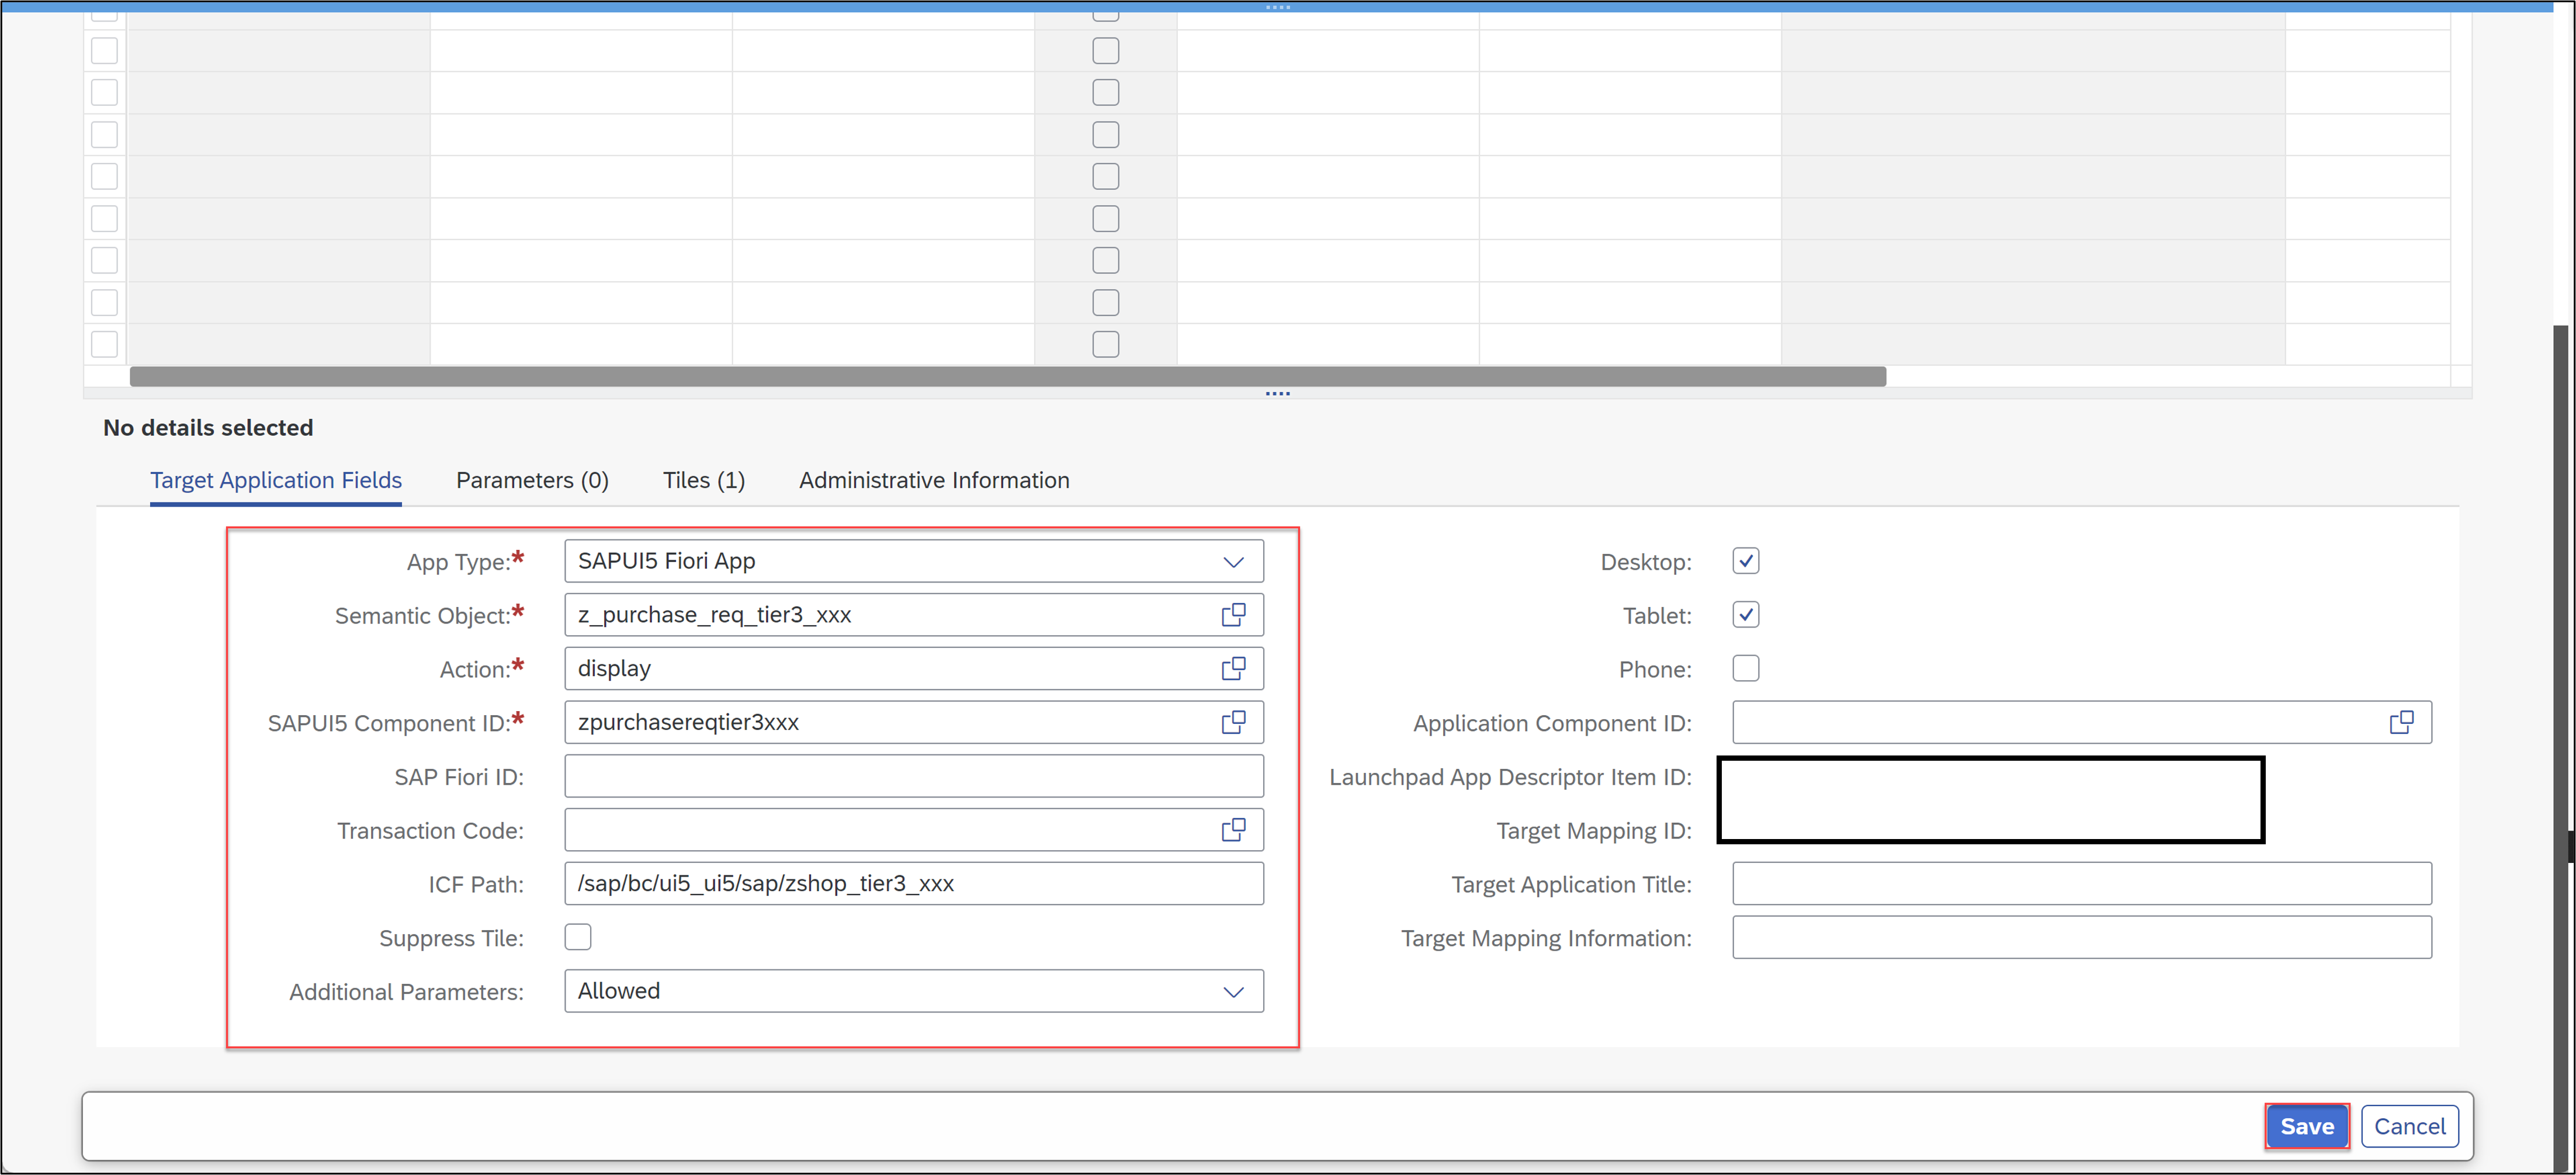 No details selected
Target Application Fields
Parameters (0)
Tiles (1)
Administrative Information
App Type:*
SAPUI5 Fiori App
Semantic Object:*
z_purchase_req_tier3_xxx
Action:*
display
SAPUI5 Component ID:*
zpurchasereqtier3xxx
SAP Fiori ID:
Transaction Code:
ICF Path:
/sap/bc/ui5_ui5/sap/zshop_tier3_xxx
Suppress Tile:
Additional Parameters:
Allowed
Desktop:
Tablet:
Phone:
Application Component ID:
Launchpad App Descriptor Item ID:
Target Mapping ID:
Target Application Title:
Target Mapping Information:
Save
Cancel